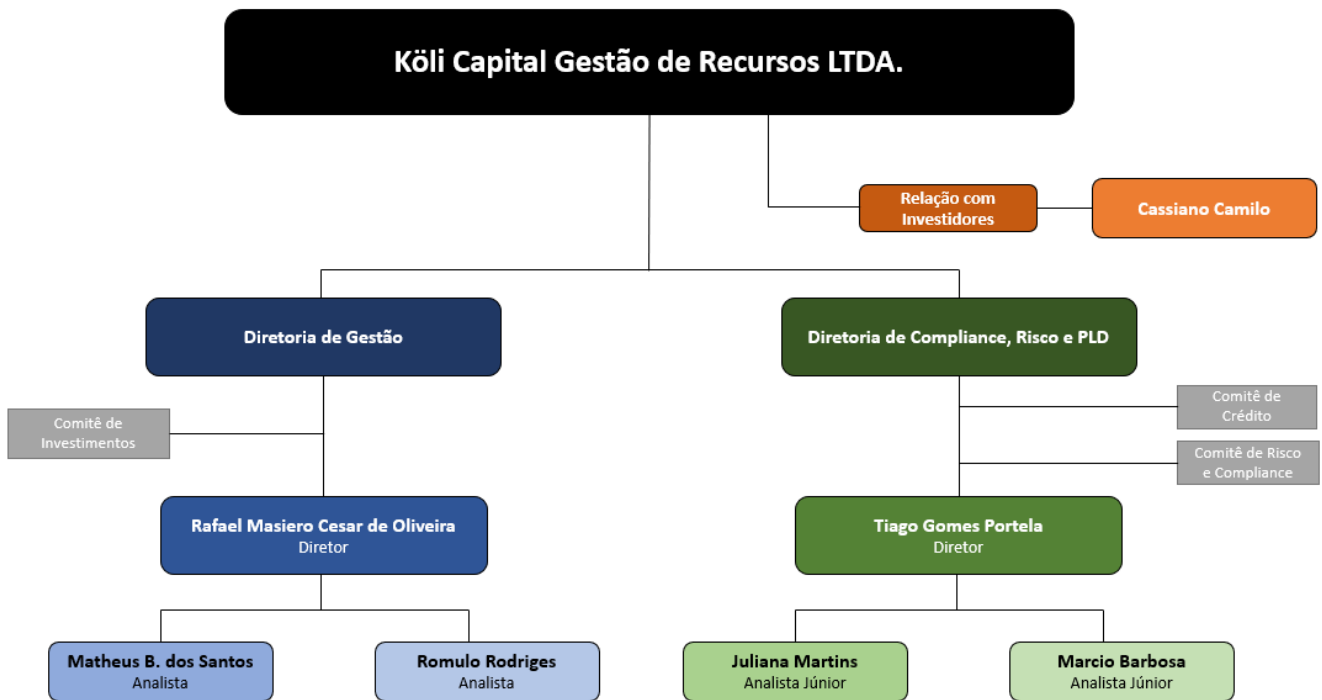 Köli Capital Gestão de Recursos LTDA.
Relação com
Investidores
Cassiano Camilo
Diretoria de Gestão
Diretoria de Compliance, Risco e PLD
Comitê de
Investimentos
Comitê de
Crédito
Comitê de Risco
e Compliance
Rafael Masiero Cesar de Oliveira
Diretor
Tiago Gomes Portela
Diretor
Matheus B. dos Santos
Analista
Romulo Rodriges
Analista
Juliana Martins
Analista Júnior
Marcio Barbosa
Analista Júnior